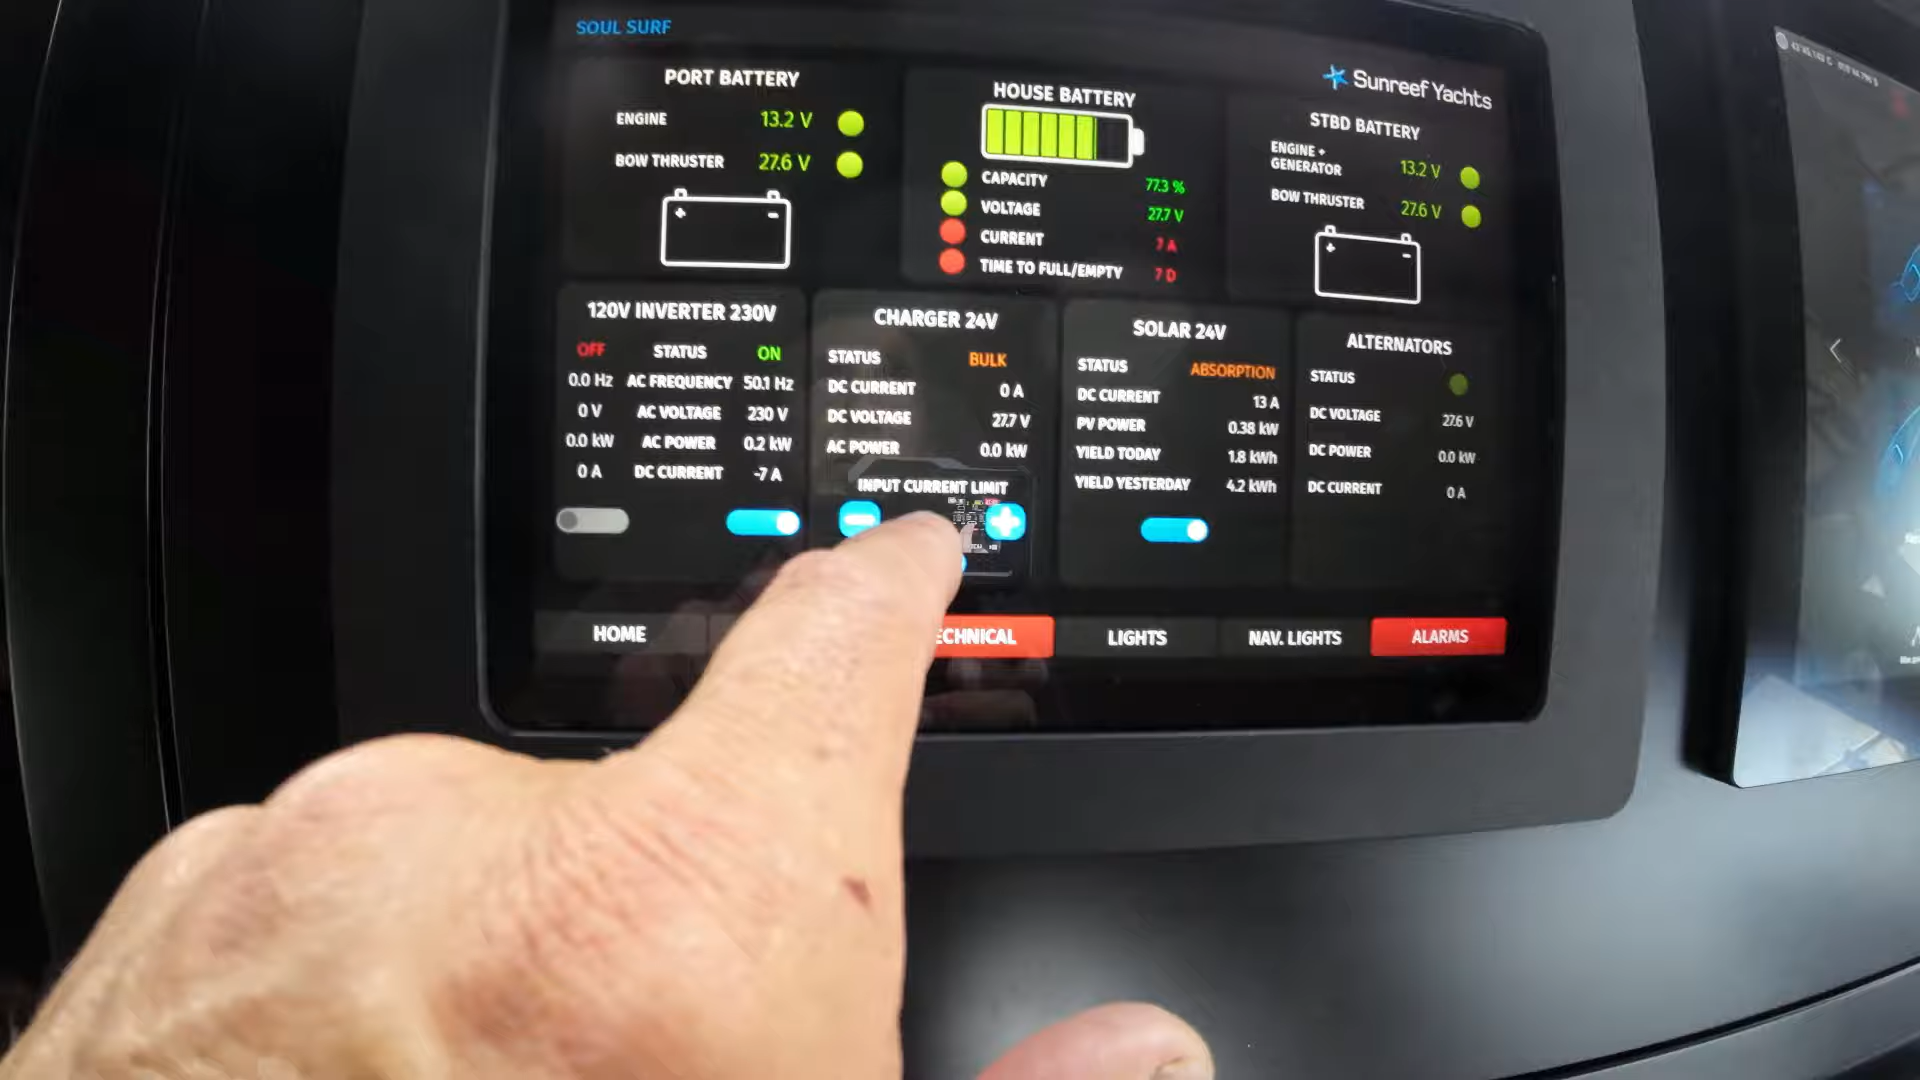 SOUL SURF
Sunreef Yachts
PORT BATTERY
ENGINE 13.2 V
BOW THRUSTER 27.6 V
HOUSE BATTERY
CAPACITY 77.3 %
VOLTAGE 27.7 V
CURRENT ? A
TIME TO FULL/EMPTY ? D
STBD BATTERY
ENGINE +
GENERATOR 13.2 V
BOW THRUSTER 27.6 V
120V INVERTER 230V
OFF STATUS ON
0.0 Hz AC FREQUENCY 50.1 Hz
0 V AC VOLTAGE 230 V
0.0 kW AC POWER 0.2 kW
0 A DC CURRENT -7 A
CHARGER 24V
STATUS BULK
DC CURRENT 0 A
DC VOLTAGE 27.7 V
AC POWER 0.0 kW
INPUT CURRENT LIMIT
SOLAR 24V
STATUS ABSORPTION
DC CURRENT 13 A
PV POWER 0.38 kW
YIELD TODAY 1.8 kWh
YIELD YESTERDAY 4.2 kWh
ALTERNATORS
STATUS
DC VOLTAGE 27.6 V
DC POWER 0.0 kW
DC CURRENT 0 A
HOME ECHNICAL LIGHTS NAV. LIGHTS ALARMS